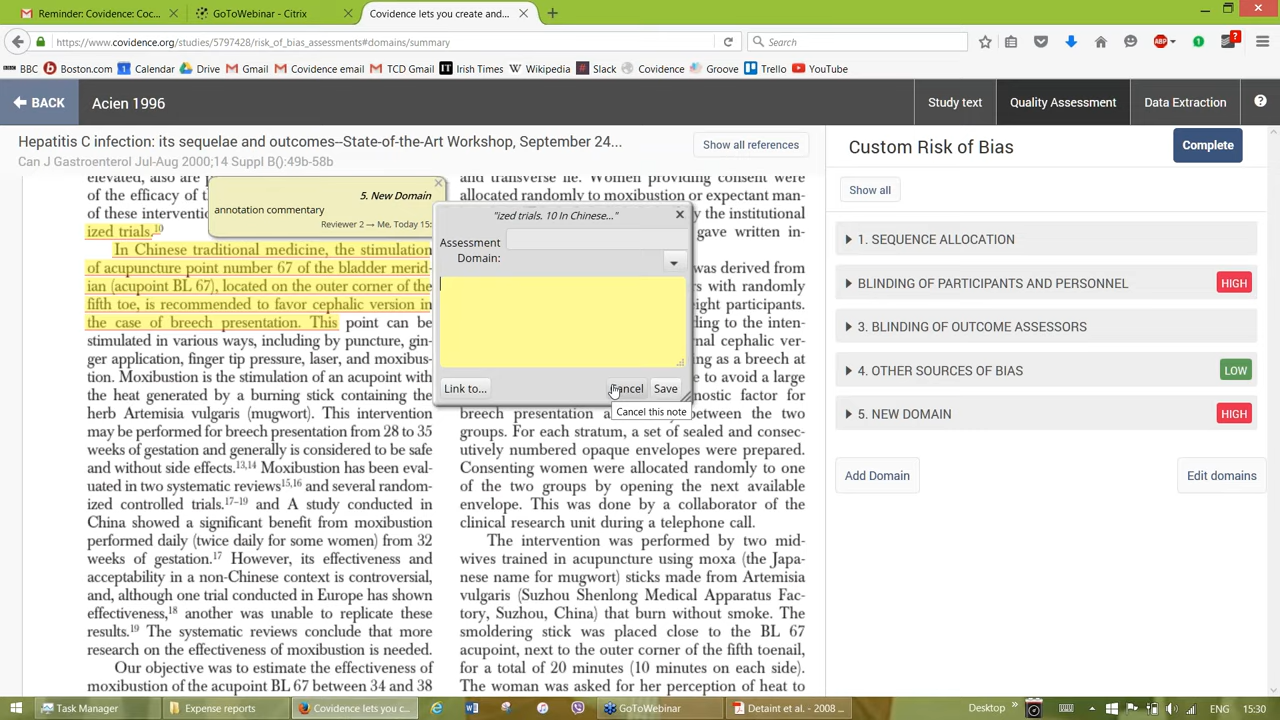 Reminder: Covidence: Coc...
GoToWebinar - Citrix
Covidence lets you create and...
https://www.covidence.org/studies/5797428/risk_of_bias_assessments#domains/summary
Search
ABP
1
?
BBC
Boston.com
Calendar
Drive
Gmail
Covidence email
TCD Gmail
Irish Times
Wikipedia
Slack
Covidence
Groove
Trello
YouTube
BACK
Acien 1996
Study text
Quality Assessment
Data Extraction
?
Hepatitis C infection: its sequelae and outcomes--State-of-the-Art Workshop, September 24...
Can J Gastroenterol Jul-Aug 2000;14 Suppl B():49b-58b
Show all references
elevated, also are p
of the efficacy of t
of these interventio
ized trials.10
In Chinese traditional medicine, the stimulation
of acupuncture point number 67 of the bladder merid-
ian (acupoint BL 67), located on the outer corner of the
fifth toe, is recommended to favor cephalic version in
the case of breech presentation. This point can be
stimulated in various ways, including by puncture, gin-
ger application, finger tip pressure, laser, and moxibus-
tion. Moxibustion is the stimulation of an acupoint with
the heat generated by a burning stick containing the
herb Artemisia vulgaris (mugwort). This intervention
may be performed for breech presentation from 28 to 35
weeks of gestation and generally is considered to be safe
and without side effects.13,14 Moxibustion has been eval-
uated in two systematic reviews15,16 and several random-
ized controlled trials.17–19 and A study conducted in
China showed a significant benefit from moxibustion
performed daily (twice daily for some women) from 32
weeks of gestation.17 However, its effectiveness and
acceptability in a non-Chinese context is controversial,
and, although one trial conducted in Europe has shown
effectiveness,18 another was unable to replicate these
results.19 The systematic reviews conclude that more
research on the effectiveness of moxibustion is needed.
Our objective was to estimate the effectiveness of
moxibustion of the acupoint BL 67 between 34 and 38
5. New Domain
annotation commentary
Reviewer 2 → Me, Today 15:
"ized trials. 10 In Chinese..."
Assessment
Domain:
Link to...
Cancel
Save
Cancel this note
and transverse lie. Women providing consent were
allocated randomly to moxibustion or expectant man-
by the institutional
gave written in-
was derived from
with randomly
eight participants.
ding to the inten-
nal cephalic ver-
ing as a breech at
e to avoid a large
gnostic factor for
breech presentation between the two
groups. For each stratum, a set of sealed and consec-
utively numbered opaque envelopes were prepared.
Consenting women were allocated randomly to one
of the two groups by opening the next available
envelope. This was done by a collaborator of the
clinical research unit during a telephone call.
The intervention was performed by two mid-
wives trained in acupuncture using moxa (the Japa-
nese name for mugwort) sticks made from Artemisia
vulgaris (Suzhou Shenlong Medical Apparatus Fac-
tory, Suzhou, China) that burn without smoke. The
smoldering stick was placed close to the BL 67
acupoint, next to the outer corner of the fifth toenail,
for a total of 20 minutes (10 minutes on each side).
The woman was asked for her perception of heat to
Custom Risk of Bias
Complete
Show all
1. SEQUENCE ALLOCATION
BLINDING OF PARTICIPANTS AND PERSONNEL
HIGH
3. BLINDING OF OUTCOME ASSESSORS
4. OTHER SOURCES OF BIAS
LOW
5. NEW DOMAIN
HIGH
Add Domain
Edit domains
Task Manager
Expense reports
Covidence lets you c...
GoToWebinar
Detaint et al. - 2008 ...
Desktop
ENG
15:30